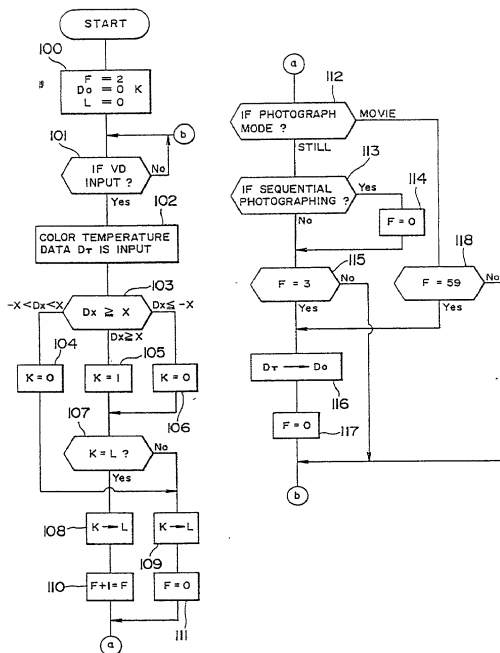 START
100
F = 2
Do = 0 K
L = 0
b
101
IF VD
INPUT ?
No
Yes
102
COLOR TEMPERATURE
DATA DT IS INPUT
103
-X<Dx<X
Dx ≧ X
Dx≦-X
Dx≧X
104
105
K=0
K=1
K=0
106
107
K=L ?
No
Yes
108
K→L
K→L
109
110
F+1=F
F=0
111
a
a
112
IF PHOTOGRAPH
MODE ?
MOVIE
STILL
113
IF SEQUENTIAL
PHOTOGRAPHING ?
Yes
114
No
F=0
115
118
F = 3
No
F = 59
No
Yes
Yes
DT → Do
116
F=0
117
b